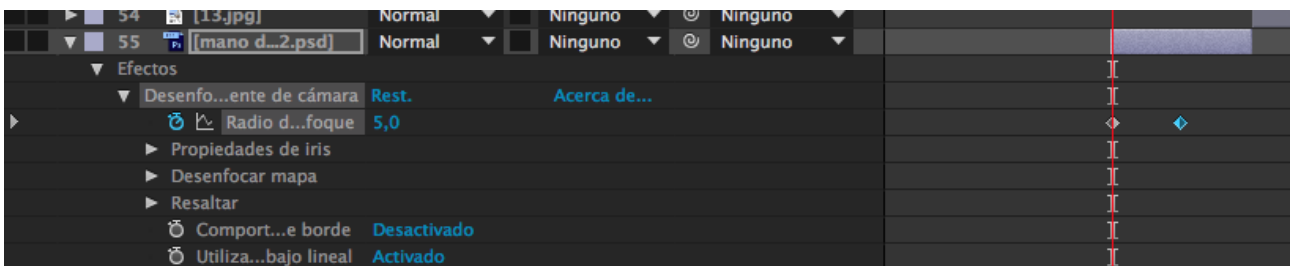 54 [13.jpg] Normal Ninguno Ninguno
55 [mano d...2.psd] Normal Ninguno Ninguno
Efectos
Desenfo...ente de cámara Rest. Acerca de...
Radio d...foque 5,0
Propiedades de iris
Desenfocar mapa
Resaltar
Comport...e borde Desactivado
Utiliza...bajo lineal Activado